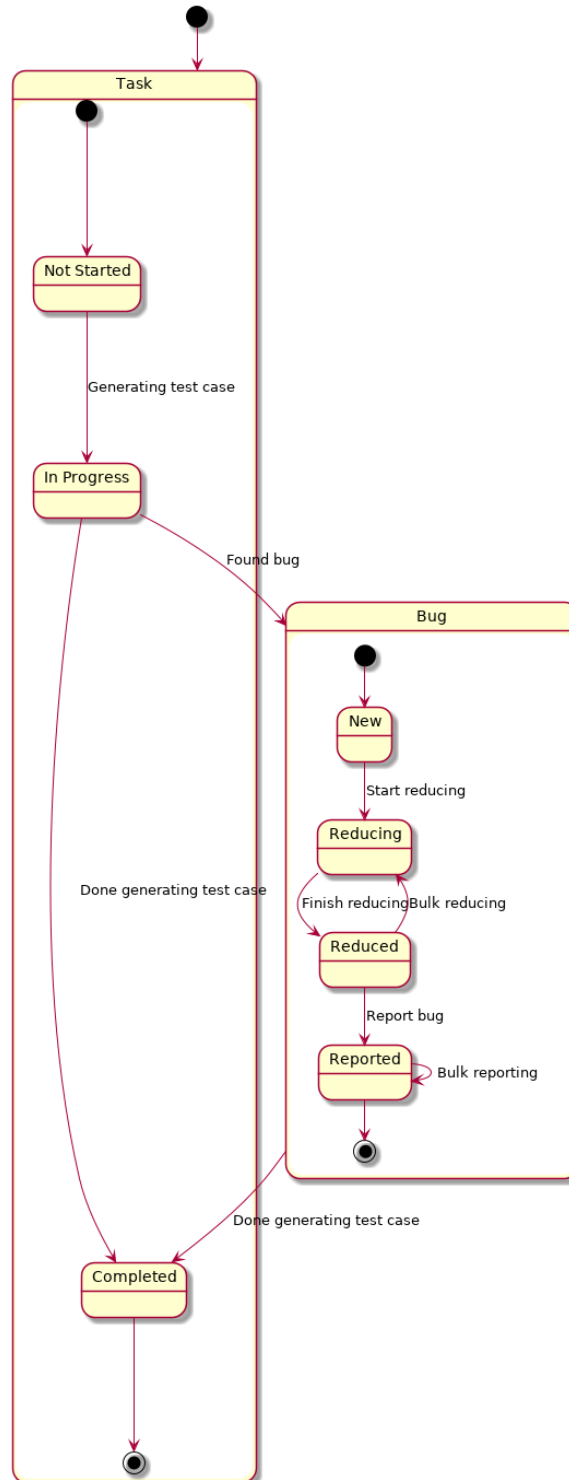 Task
Not Started
Generating test case
In Progress
Found bug
Bug
New
Start reducing
Reducing
Done generating test case
Finish reducing
Bulk reducing
Reduced
Report bug
Reported
Bulk reporting
Done generating test case
Completed